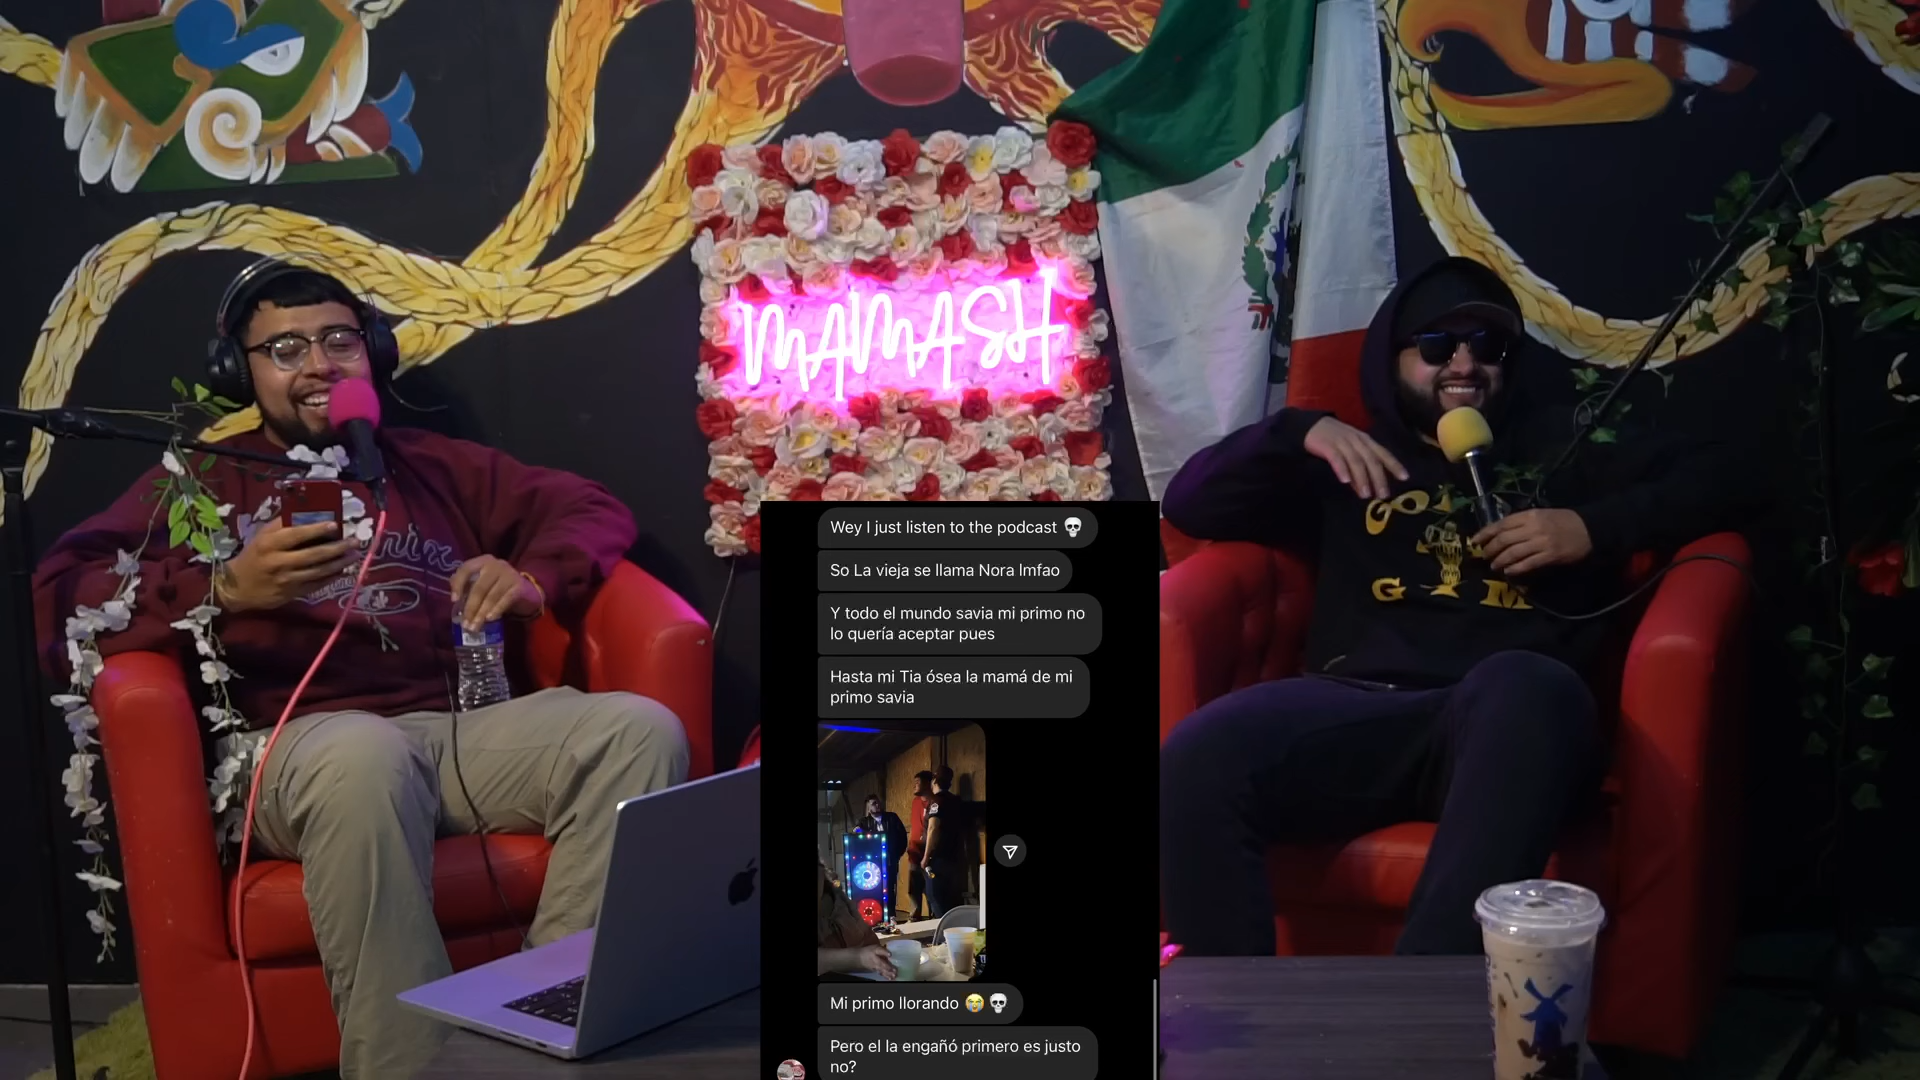 MAMASH
GO
GYM
Wey I just listen to the podcast 💀
So La vieja se llama Nora lmfao
Y todo el mundo savia mi primo no
lo quería aceptar pues
Hasta mi Tia ósea la mamá de mi
primo savia
Mi primo llorando 😭💀
Pero el la engañó primero es justo
no?